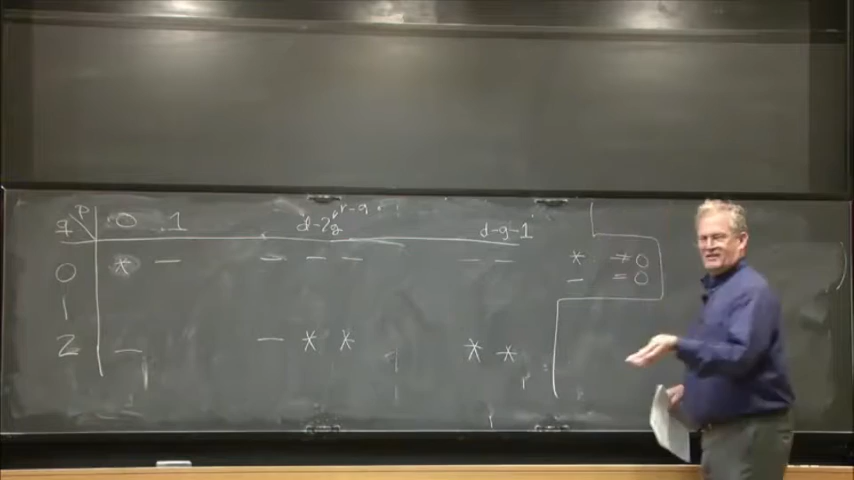 q p 0 1 d-2g d-g-1
0 * — — — — — —
1
2 — — * * * *
* ≠ 0
— = 0